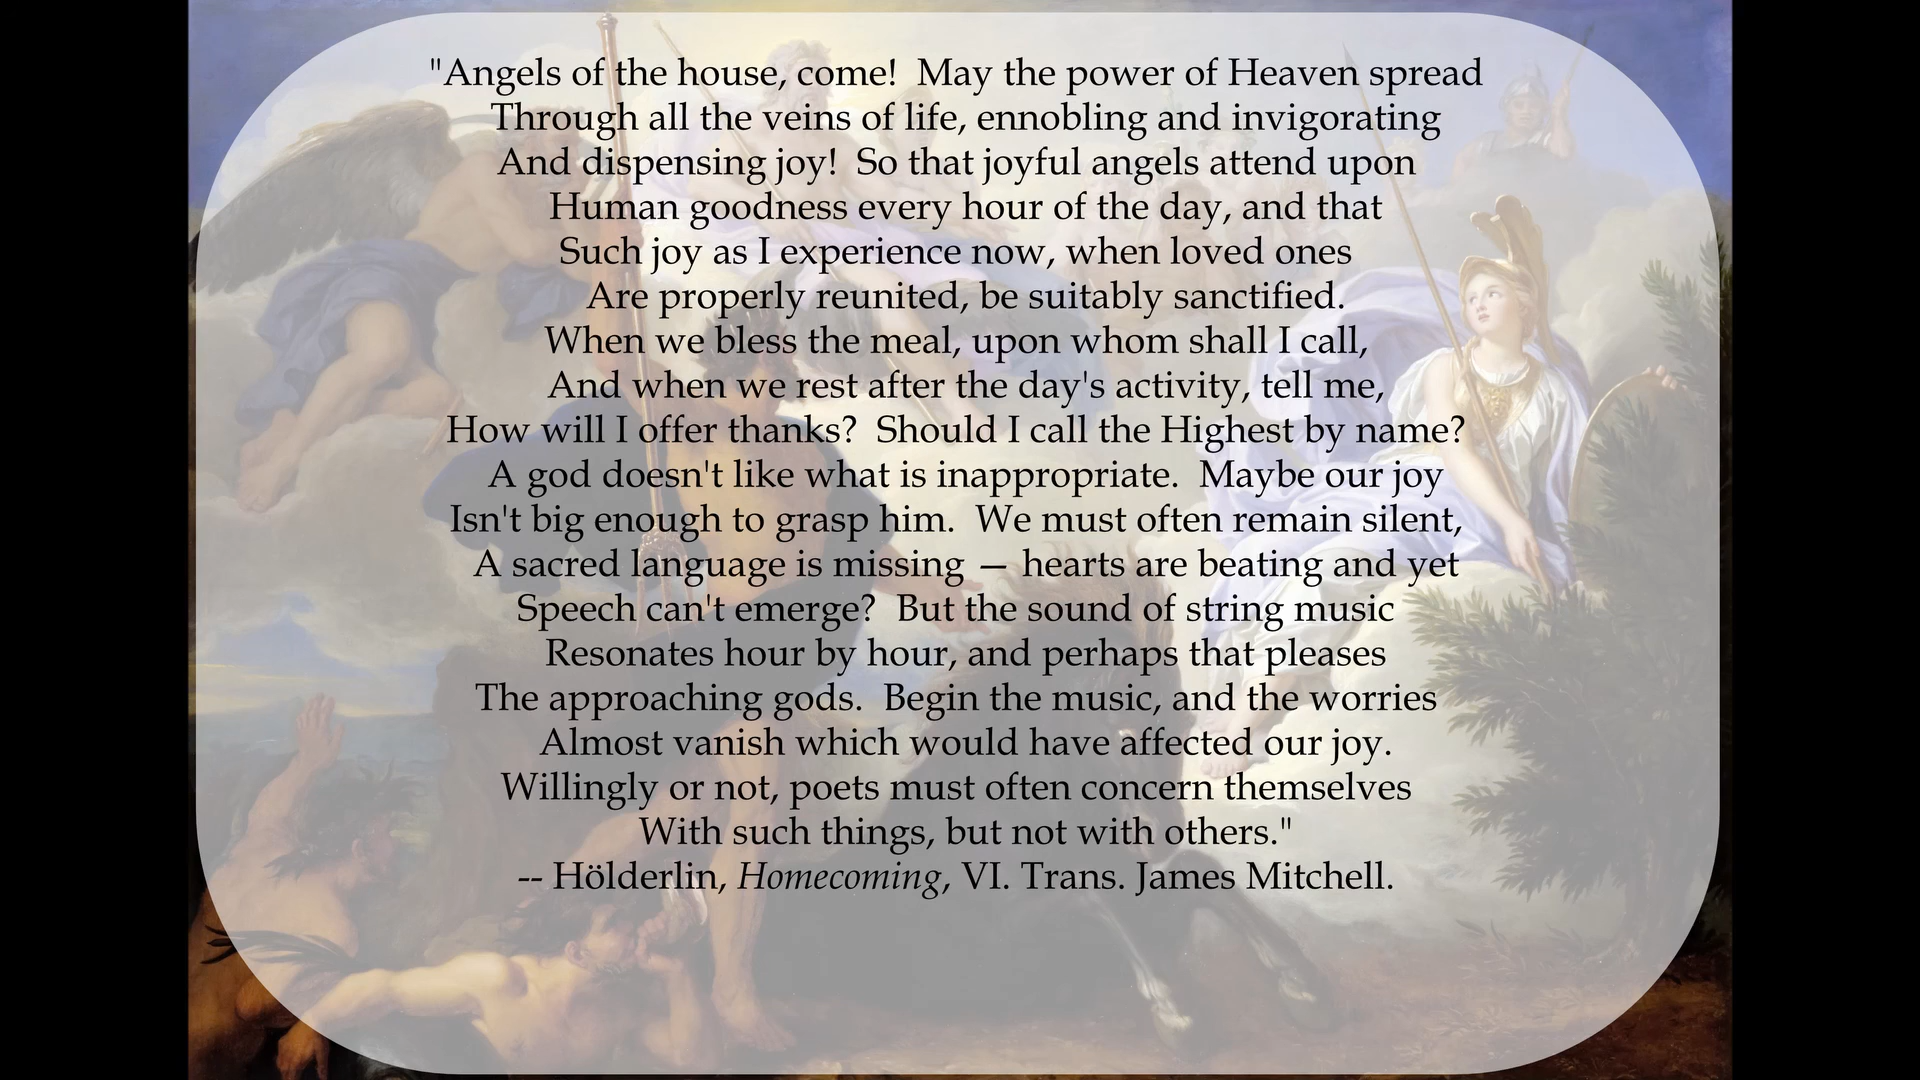 "Angels of the house, come!  May the power of Heaven spread
Through all the veins of life, ennobling and invigorating
And dispensing joy!  So that joyful angels attend upon
Human goodness every hour of the day, and that
Such joy as I experience now, when loved ones
Are properly reunited, be suitably sanctified.
When we bless the meal, upon whom shall I call,
And when we rest after the day's activity, tell me,
How will I offer thanks?  Should I call the Highest by name?
A god doesn't like what is inappropriate.  Maybe our joy
Isn't big enough to grasp him.  We must often remain silent,
A sacred language is missing — hearts are beating and yet
Speech can't emerge?  But the sound of string music
Resonates hour by hour, and perhaps that pleases
The approaching gods.  Begin the music, and the worries
Almost vanish which would have affected our joy.
Willingly or not, poets must often concern themselves
With such things, but not with others."
-- Hölderlin, Homecoming, VI. Trans. James Mitchell.